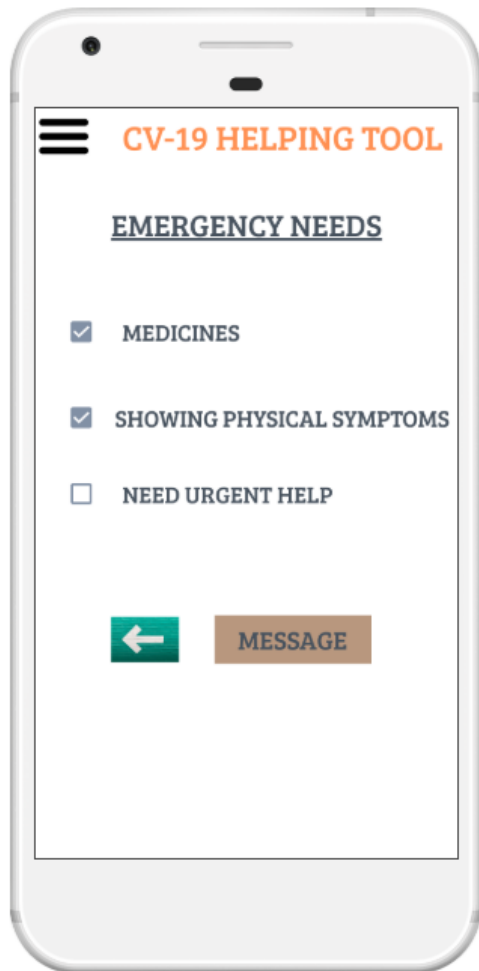 CV-19 HELPING TOOL
EMERGENCY NEEDS
MEDICINES
SHOWING PHYSICAL SYMPTOMS
NEED URGENT HELP
MESSAGE